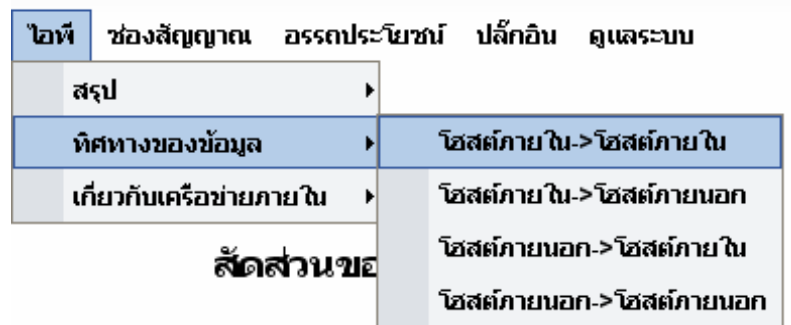 ไอพี ช่องสัญญาณ อรรถประโยชน์ ปลั๊กอิน ดูแลระบบ
สรุป
ทิศทางของข้อมูล
โฮสต์ภายใน->โฮสต์ภายใน
เกี่ยวกับเครือข่ายภายใน
โฮสต์ภายใน->โฮสต์ภายนอก
โฮสต์ภายนอก->โฮสต์ภายใน
สัดส่วนขอ
โฮสต์ภายนอก->โฮสต์ภายนอก